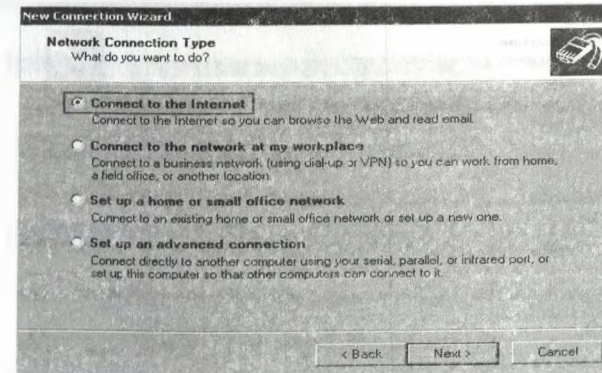 New Connection Wizard
Network Connection Type
What do you want to do?
Connect to the Internet
Connect to the Internet so you can browse the Web and read email.
Connect to the network at my workplace
Connect to a business network (using dial-up or VPN) so you can work from home,
a field office, or another location.
Set up a home or small office network
Connect to an existing home or small office network or set up a new one.
Set up an advanced connection
Connect directly to another computer using your serial, parallel, or infrared port, or
set up this computer so that other computers can connect to it.
< Back
Next >
Cancel